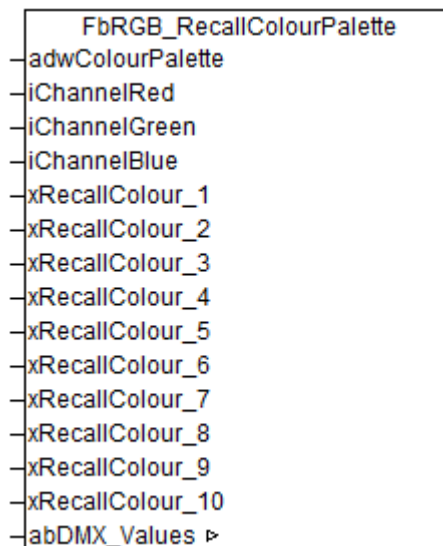 FbRGB_RecallColourPalette
adwColourPalette
iChannelRed
iChannelGreen
iChannelBlue
xRecallColour_1
xRecallColour_2
xRecallColour_3
xRecallColour_4
xRecallColour_5
xRecallColour_6
xRecallColour_7
xRecallColour_8
xRecallColour_9
xRecallColour_10
abDMX_Values ▹